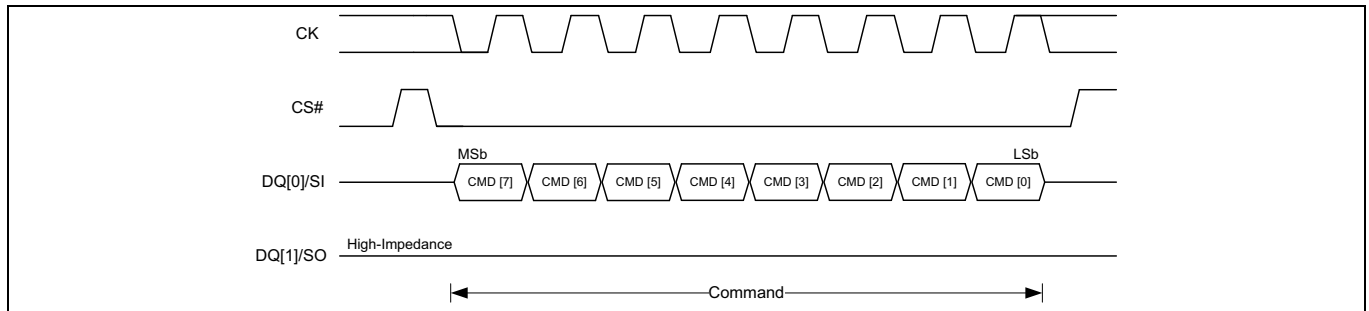 CK
CS#
MSb LSb
DQ[0]/SI CMD [7] CMD [6] CMD [5] CMD [4] CMD [3] CMD [2] CMD [1] CMD [0]
High-Impedance
DQ[1]/SO
Command